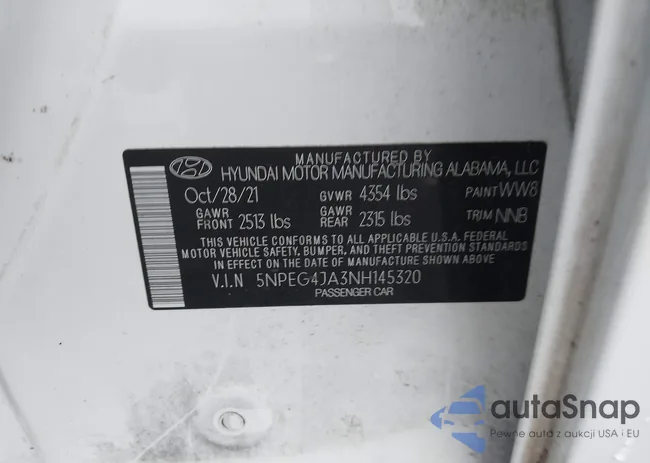 MANUFACTURED BY
HYUNDAI MOTOR MANUFACTURING ALABAMA, LLC
Oct/28/21 GVWR 4354 lbs PAINT WW8
GAWR FRONT 2513 lbs GAWR REAR 2315 lbs TRIM NNB
THIS VEHICLE CONFORMS TO ALL APPLICABLE U.S.A. FEDERAL
MOTOR VEHICLE SAFETY, BUMPER, AND THEFT PREVENTION STANDARDS
IN EFFECT ON THE DATE OF MANUFACTURE SHOWN ABOVE
V.I.N 5NPEG4JA3NH145320
PASSENGER CAR
autaSnap
Pewne auto z aukcji USA i EU